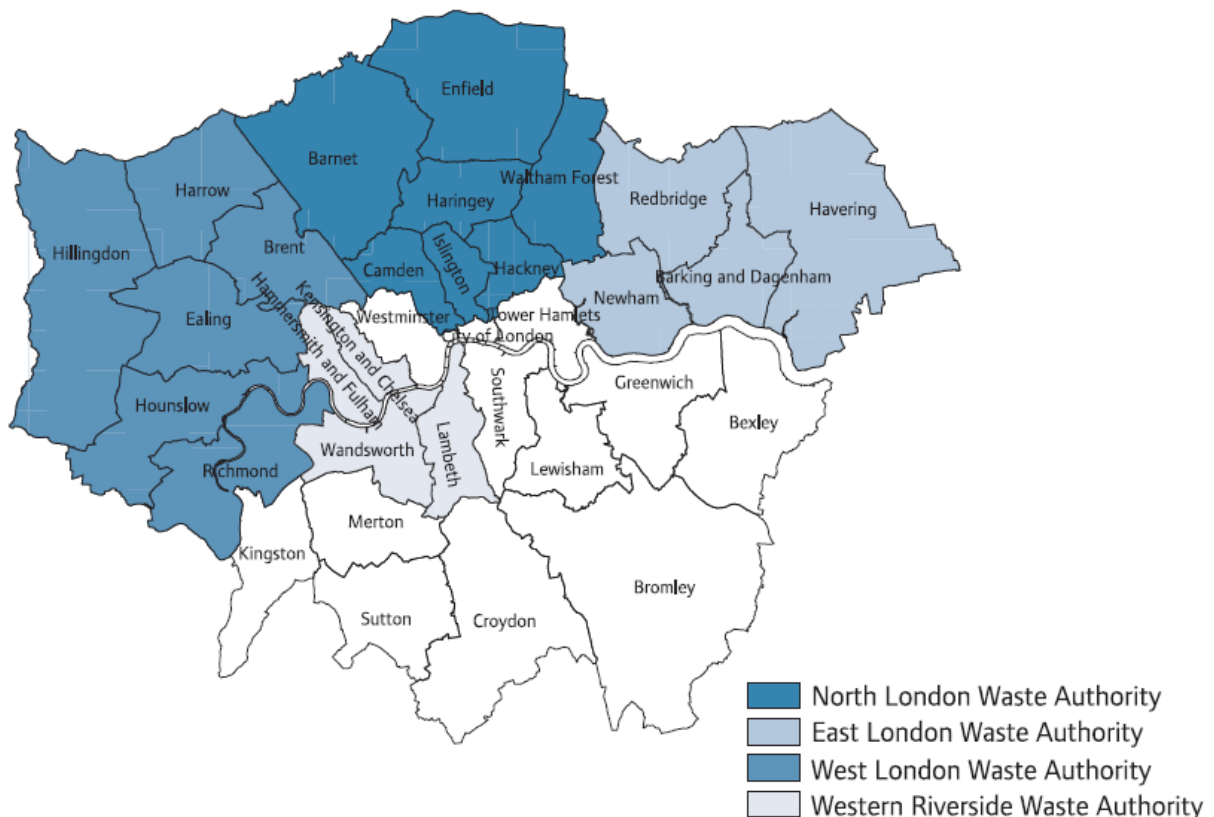 Enfield
Barnet
Waltham Forest
Harrow
Haringey
Redbridge
Havering
Hillingdon
Brent
Islington
Camden
Hackney
Barking and Dagenham
Newham
Kensington and Chelsea
Hammersmith and Fulham
Westminster
Tower Hamlets
Ealing
City of London
Southwark
Greenwich
Hounslow
Bexley
Wandsworth
Lambeth
Richmond
Lewisham
Merton
Kingston
Bromley
Sutton
Croydon
North London Waste Authority
East London Waste Authority
West London Waste Authority
Western Riverside Waste Authority